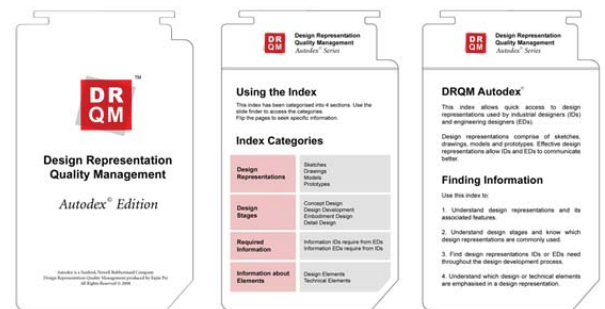 DR
QM
TM
Design Representation
Quality Management
Autodex© Edition
Autodex is a Sanford, Newell Rubbermaid Company
Design Representation Quality Management produced by Eujin Pei
All Rights Reserved © 2008
DR
QM
Design Representation
Quality Management
Autodex© Series
Using the Index
This index has been categorised into 4 sections. Use the
slide finder to access the categories.
Flip the pages to seek specific information.
Index Categories
Design
Representations
Sketches
Drawings
Models
Prototypes
Design
Stages
Concept Design
Design Development
Embodiment Design
Detail Design
Required
Information
Information IDs require from EDs
Information EDs require from IDs
Information about
Elements
Design Elements
Technical Elements
DR
QM
Design Representation
Quality Management
Autodex© Series
DRQM Autodex©
This index allows quick access to design
representations used by industrial designers (IDs)
and engineering designers (EDs).
Design representations comprise of sketches,
drawings, models and prototypes. Effective design
representations allow IDs and EDs to communicate
better.
Finding Information
Use this index to:
1. Understand design representations and its
associated features.
2. Understand design stages and know which
design representations are commonly used.
3. Find design representations IDs or EDs need
throughout the design development process.
4. Understand which design or technical elements
are emphasised in a design representation.